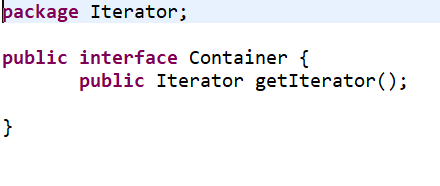 package Iterator;
public interface Container {
public Iterator getIterator();
}